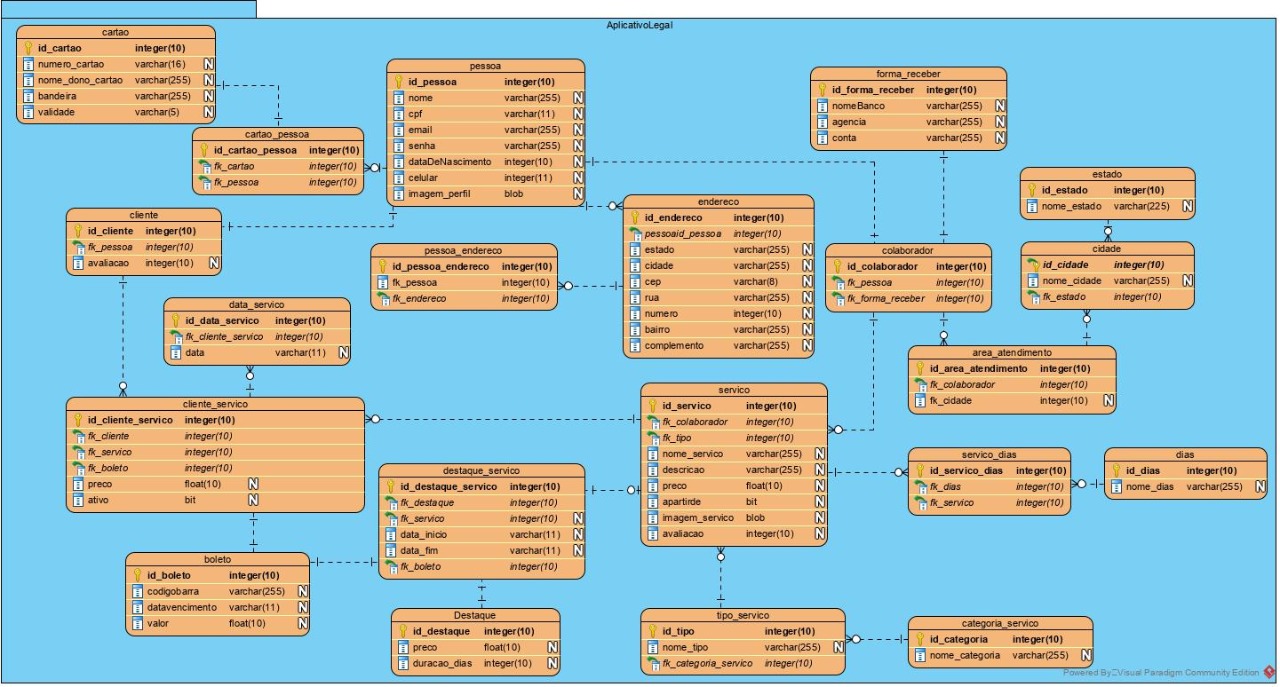 AplicativoLegal
cartao
id_cartao integer(10)
numero_cartao varchar(16) N
nome_dono_cartao varchar(255) N
bandeira varchar(255) N
validade varchar(5) N
cartao_pessoa
id_cartao_pessoa integer(10)
fk_cartao integer(10)
fk_pessoa integer(10)
pessoa
id_pessoa integer(10)
nome varchar(255) N
cpf varchar(11) N
email varchar(255) N
senha varchar(255) N
dataDeNascimento integer(10) N
celular integer(11) N
imagem_perfil blob N
forma_receber
id_forma_receber integer(10)
nomeBanco varchar(255) N
agencia varchar(255) N
conta varchar(255) N
estado
id_estado integer(10)
nome_estado varchar(225) N
cliente
id_cliente integer(10)
fk_pessoa integer(10)
avaliacao integer(10) N
pessoa_endereco
id_pessoa_endereco integer(10)
fk_pessoa integer(10) N
fk_endereco integer(10) N
endereco
id_endereco integer(10)
pessoaid_pessoa integer(10)
estado varchar(255) N
cidade varchar(255) N
cep varchar(8) N
rua varchar(255) N
numero integer(10) N
bairro varchar(255) N
complemento varchar(255) N
colaborador
id_colaborador integer(10)
fk_pessoa integer(10) N
fk_forma_receber integer(10) N
cidade
id_cidade integer(10)
nome_cidade varchar(255) N
fk_estado integer(10)
data_servico
id_data_servico integer(10)
fk_cliente_servico integer(10)
data varchar(11) N
area_atendimento
id_area_atendimento integer(10)
fk_colaborador integer(10)
fk_cidade integer(10) N
cliente_servico
id_cliente_servico integer(10)
fk_cliente integer(10)
fk_servico integer(10)
fk_boleto integer(10)
preco float(10) N
ativo bit N
servico
id_servico integer(10)
fk_colaborador integer(10)
fk_tipo integer(10)
nome_servico varchar(255) N
descricao varchar(255) N
preco float(10) N
apartirde bit N
imagem_servico blob N
avaliacao integer(10) N
destaque_servico
id_destaque_servico integer(10)
fk_destaque integer(10)
fk_servico integer(10) N
data_inicio varchar(11) N
data_fim varchar(11) N
fk_boleto integer(10)
servico_dias
id_servico_dias integer(10)
fk_dias integer(10) N
fk_servico integer(10) N
dias
id_dias integer(10)
nome_dias varchar(255) N
boleto
id_boleto integer(10)
codigobarra varchar(255) N
datavencimento varchar(11) N
valor float(10) N
Destaque
id_destaque integer(10)
preco float(10) N
duracao_dias integer(10) N
tipo_servico
id_tipo integer(10)
nome_tipo varchar(255) N
fk_categoria_servico integer(10)
categoria_servico
id_categoria integer(10)
nome_categoria varchar(255) N
Powered By Visual Paradigm Community Edition